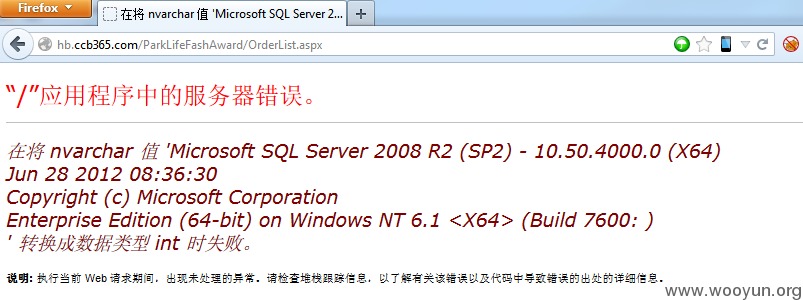 Firefox
在将 nvarchar 值 'Microsoft SQL Server 2...
hb.ccb365.com/ParkLifeFashAward/OrderList.aspx
“/”应用程序中的服务器错误。
在将 nvarchar 值 'Microsoft SQL Server 2008 R2 (SP2) - 10.50.4000.0 (X64)
Jun 28 2012 08:36:30
Copyright (c) Microsoft Corporation
Enterprise Edition (64-bit) on Windows NT 6.1 <X64> (Build 7600: )
' 转换成数据类型 int 时失败。
说明: 执行当前 Web 请求期间，出现未处理的异常。请检查堆栈跟踪信息，以了解有关该错误以及代码中导致错误的出处的详细信息。
www.wooyun.org